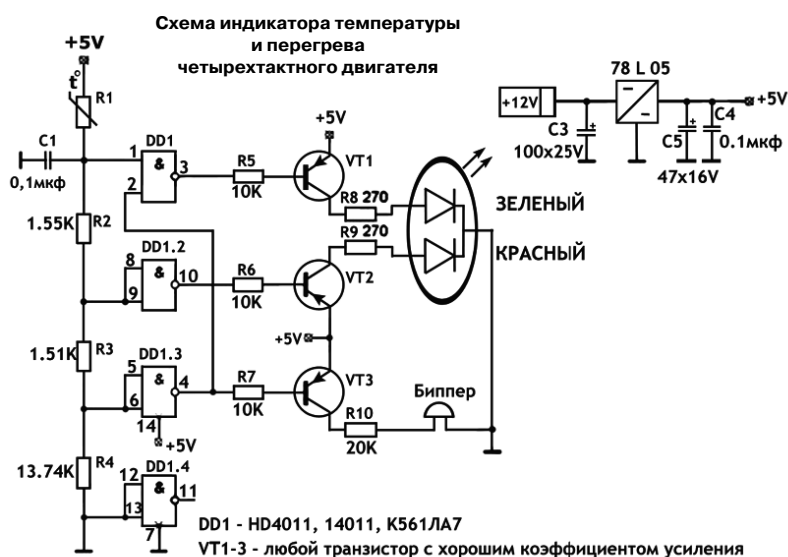 Схема индикатора температуры
и перегрева
четырехтактного двигателя
+5V
t°
R1
C1
0,1мкф
1
2
DD1
&
3
R5
10K
+5V
VT1
R8 270
R9 270
ЗЕЛЕНЫЙ
КРАСНЫЙ
+12V
78 L 05
+5V
C3
+
100x25V
C5
+
47x16V
C4
0.1мкф
1.55K
R2
DD1.2
8
9
&
10
R6
10K
VT2
+5V
1.51K
R3
DD1.3
5
6
&
4
14
+5V
R7
10K
VT3
R10
20K
Биппер
13.74K
R4
DD1.4
12
13
&
11
7
DD1 - HD4011, 14011, К561ЛА7
VT1-3 - любой транзистор с хорошим коэффициентом усиления